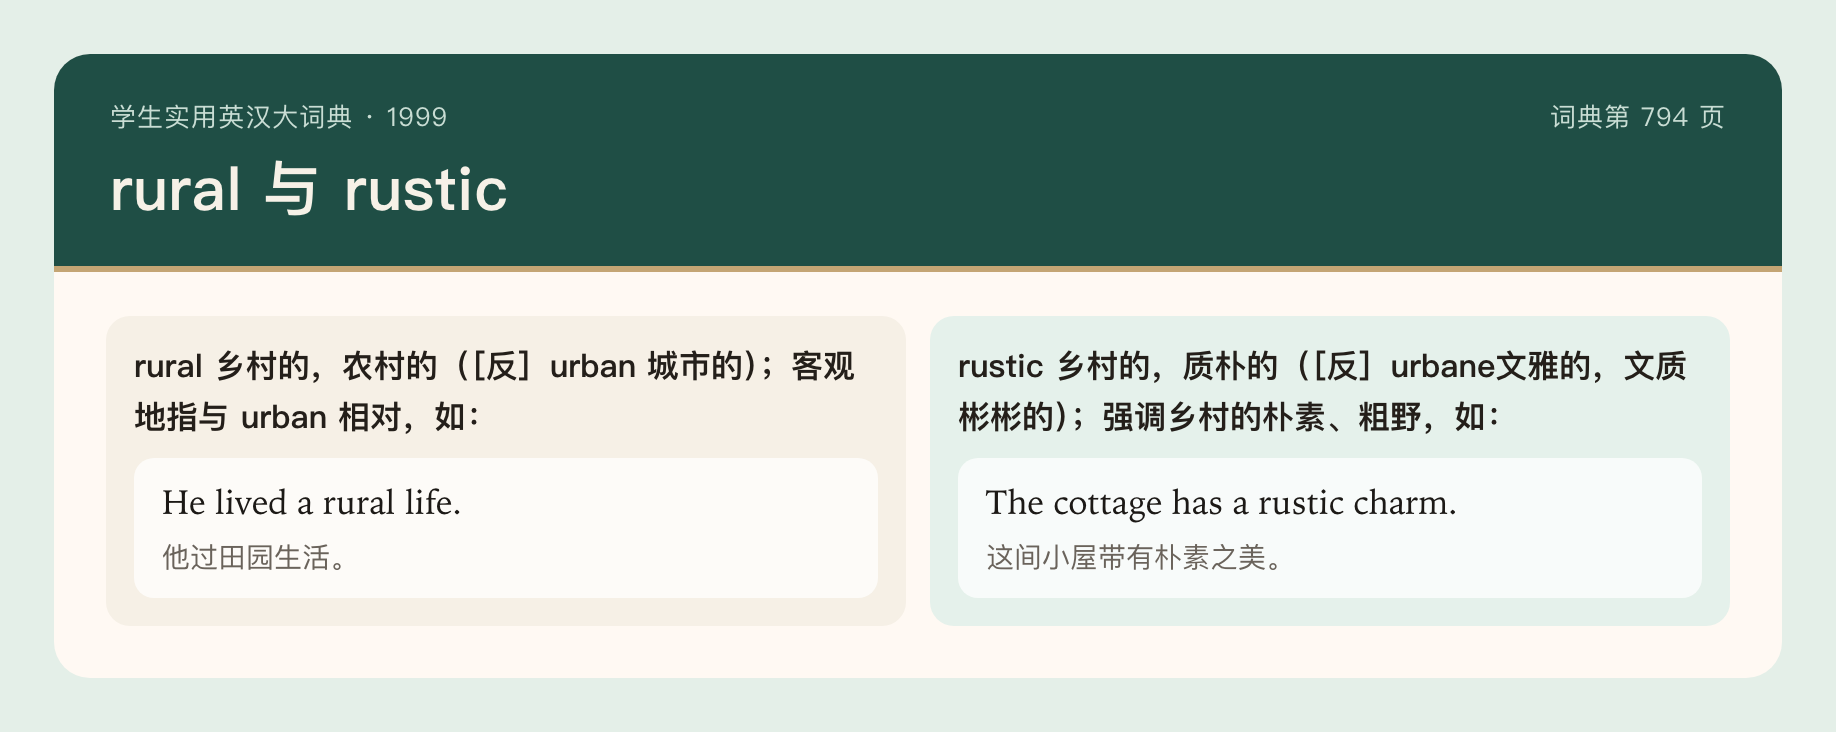 学生实用英汉大词典 · 1999
词典第 794 页
rural 与 rustic
rural 乡村的，农村的（［反］urban 城市的）；客观
地指与 urban 相对，如：
He lived a rural life.
他过田园生活。
rustic 乡村的，质朴的（［反］urbane文雅的，文质
彬彬的）；强调乡村的朴素、粗野，如：
The cottage has a rustic charm.
这间小屋带有朴素之美。